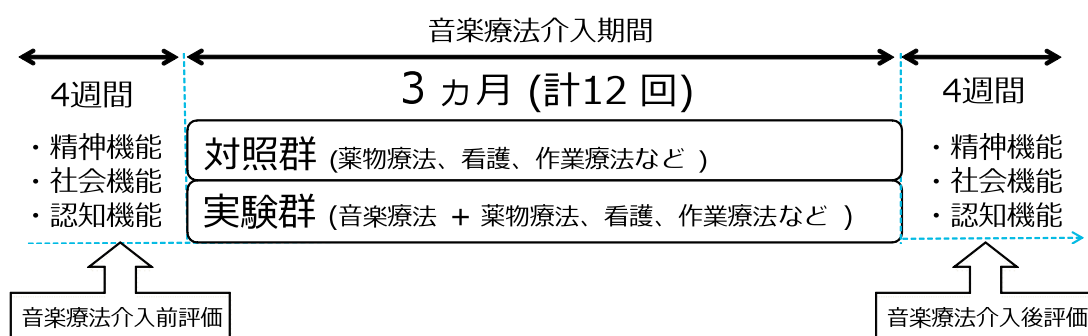 音楽療法介入期間
4週間
3 カ月 (計12 回)
4週間
・精神機能
・社会機能
・認知機能
対照群 (薬物療法、看護、作業療法など )
実験群 (音楽療法 + 薬物療法、看護、作業療法など )
・精神機能
・社会機能
・認知機能
音楽療法介入前評価
音楽療法介入後評価